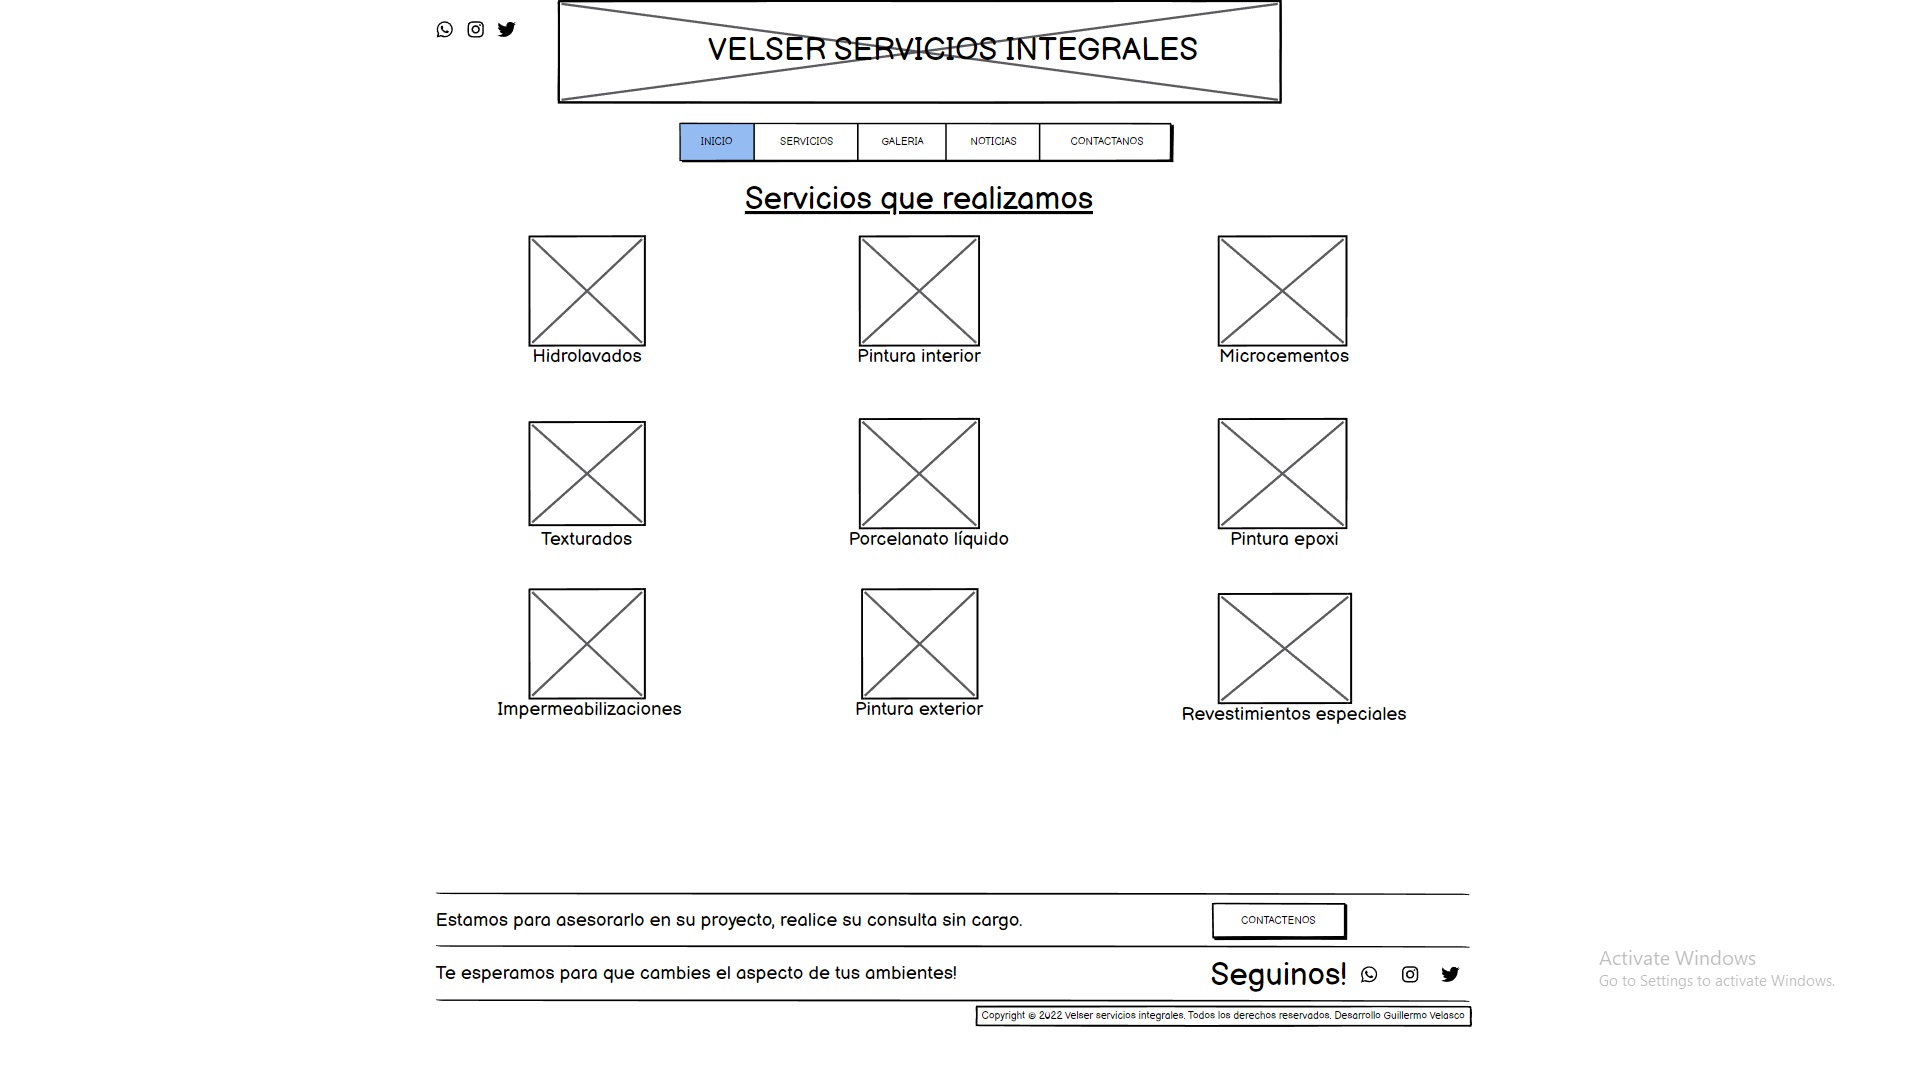 VELSER SERVICIOS INTEGRALES
INICIO SERVICIOS GALERIA NOTICIAS CONTACTANOS
Servicios que realizamos
Hidrolavados Pintura interior Microcementos
Texturados Porcelanato líquido Pintura epoxi
Impermeabilizaciones Pintura exterior Revestimientos especiales
Estamos para asesorarlo en su proyecto, realice su consulta sin cargo. CONTACTENOS
Te esperamos para que cambies el aspecto de tus ambientes! Seguinos!
Copyright © 2022 Velser servicios integrales. Todos los derechos reservados. Desarrollo Guillermo Velasco
Activate Windows
Go to Settings to activate Windows.